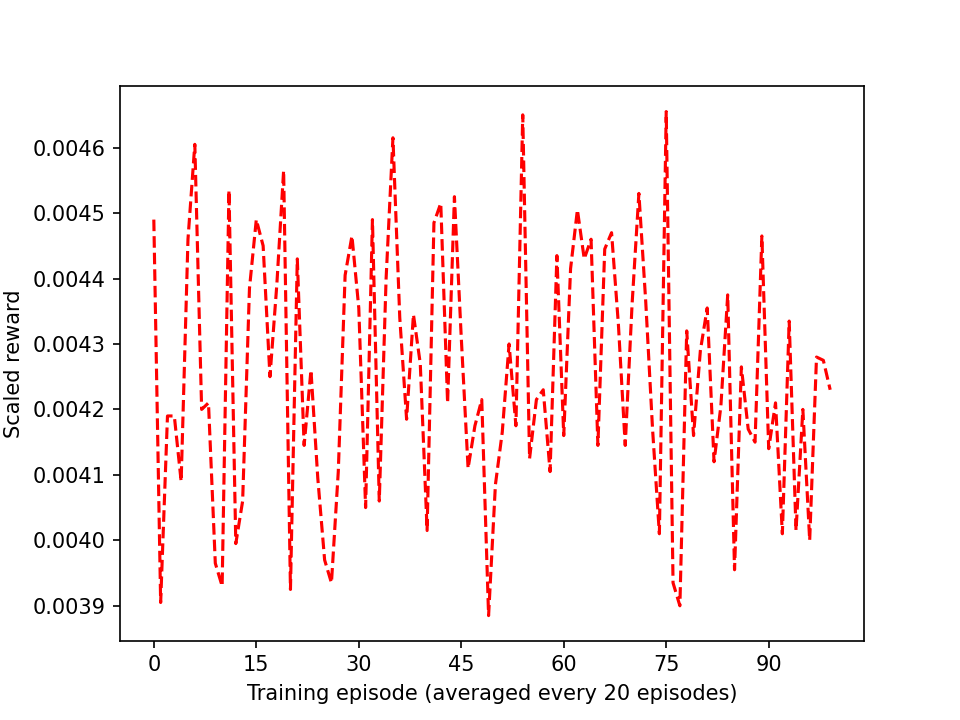 0.0046
0.0045
0.0044
0.0043
0.0042
0.0041
0.0040
0.0039
Scaled reward
0 15 30 45 60 75 90
Training episode (averaged every 20 episodes)